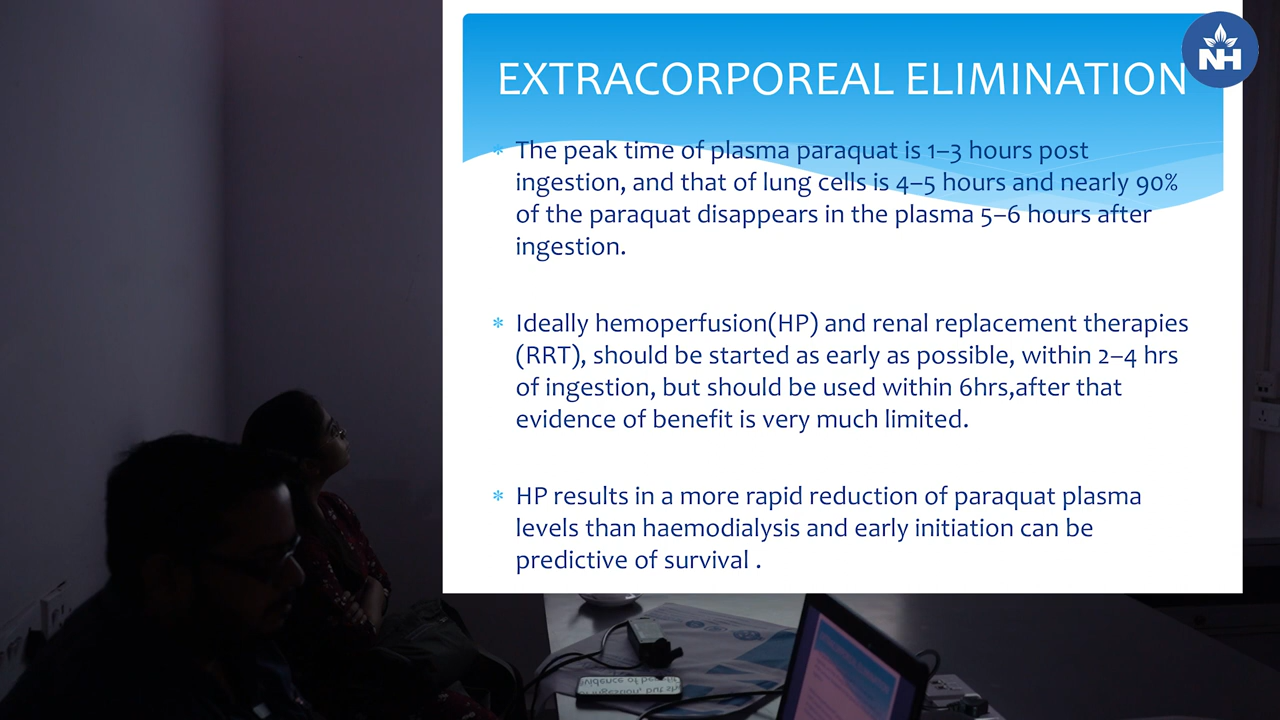 EXTRACORPOREAL ELIMINATION
NH
* The peak time of plasma paraquat is 1–3 hours post
ingestion, and that of lung cells is 4–5 hours and nearly 90%
of the paraquat disappears in the plasma 5–6 hours after
ingestion.
* Ideally hemoperfusion(HP) and renal replacement therapies
(RRT), should be started as early as possible, within 2–4 hrs
of ingestion, but should be used within 6hrs,after that
evidence of benefit is very much limited.
* HP results in a more rapid reduction of paraquat plasma
levels than haemodialysis and early initiation can be
predictive of survival .